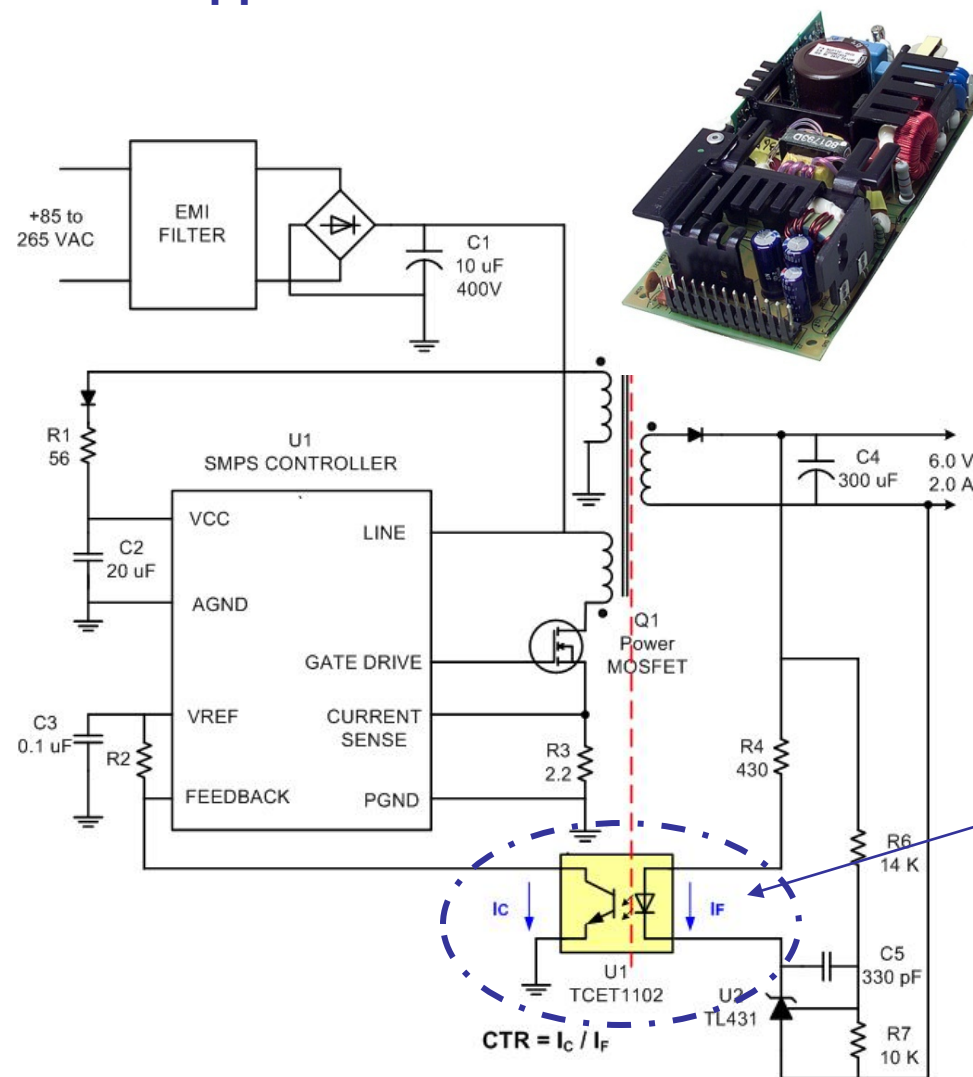 +85 to
265 VAC
EMI
FILTER
C1
10 uF
400V
R1
56
U1
SMPS CONTROLLER
C4
300 uF
6.0 V
2.0 A
VCC
LINE
C2
20 uF
AGND
Q1
Power
MOSFET
GATE DRIVE
C3
0.1 uF
VREF
CURRENT
SENSE
R2
R3
2.2
R4
430
FEEDBACK
PGND
R6
14 K
IC
IF
U1
TCET1102
C5
330 pF
U2
TL431
R7
10 K
CTR = IC / IF